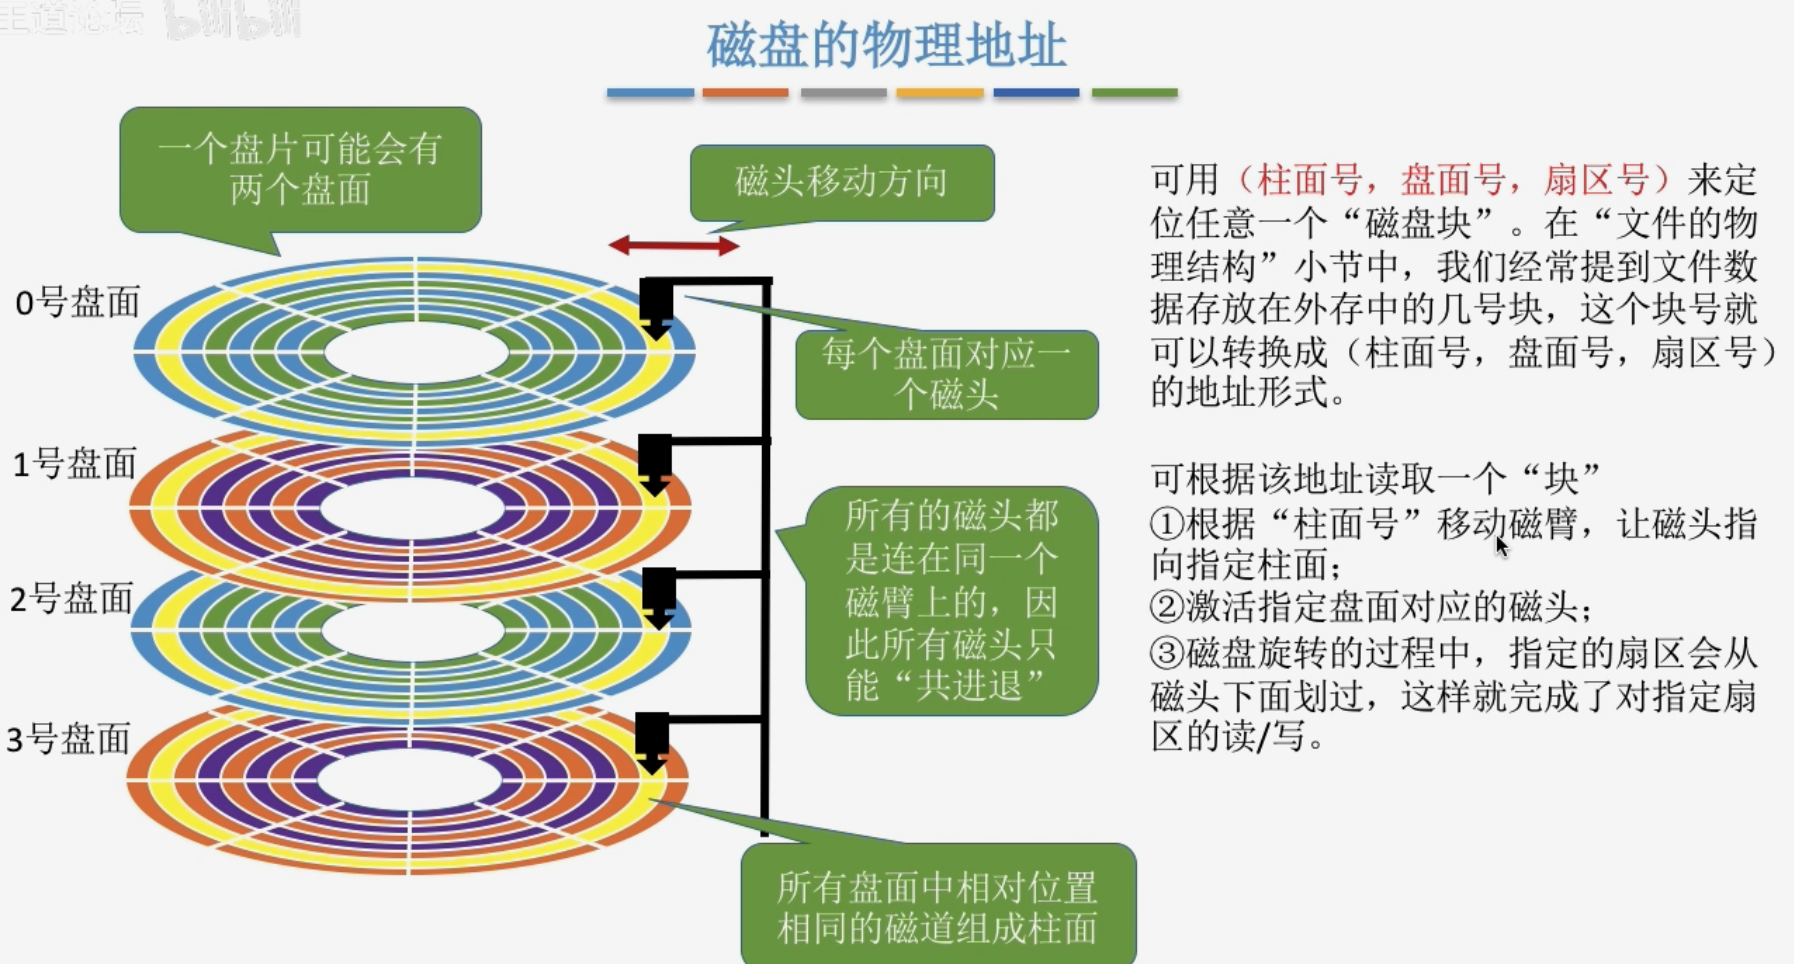 王道论坛 bilibili
磁盘的物理地址
一个盘片可能会有
两个盘面
磁头移动方向
0号盘面
每个盘面对应一
个磁头
1号盘面
所有的磁头都
是连在同一个
磁臂上的，因
此所有磁头只
能“共进退”
2号盘面
3号盘面
所有盘面中相对位置
相同的磁道组成柱面
可用（柱面号，盘面号，扇区号）来定
位任意一个“磁盘块”。在“文件的物
理结构”小节中，我们经常提到文件数
据存放在外存中的几号块，这个块号就
可以转换成（柱面号，盘面号，扇区号）
的地址形式。
可根据该地址读取一个“块”
①根据“柱面号”移动磁臂，让磁头指
向指定柱面；
②激活指定盘面对应的磁头；
③磁盘旋转的过程中，指定的扇区会从
磁头下面划过，这样就完成了对指定扇
区的读/写。